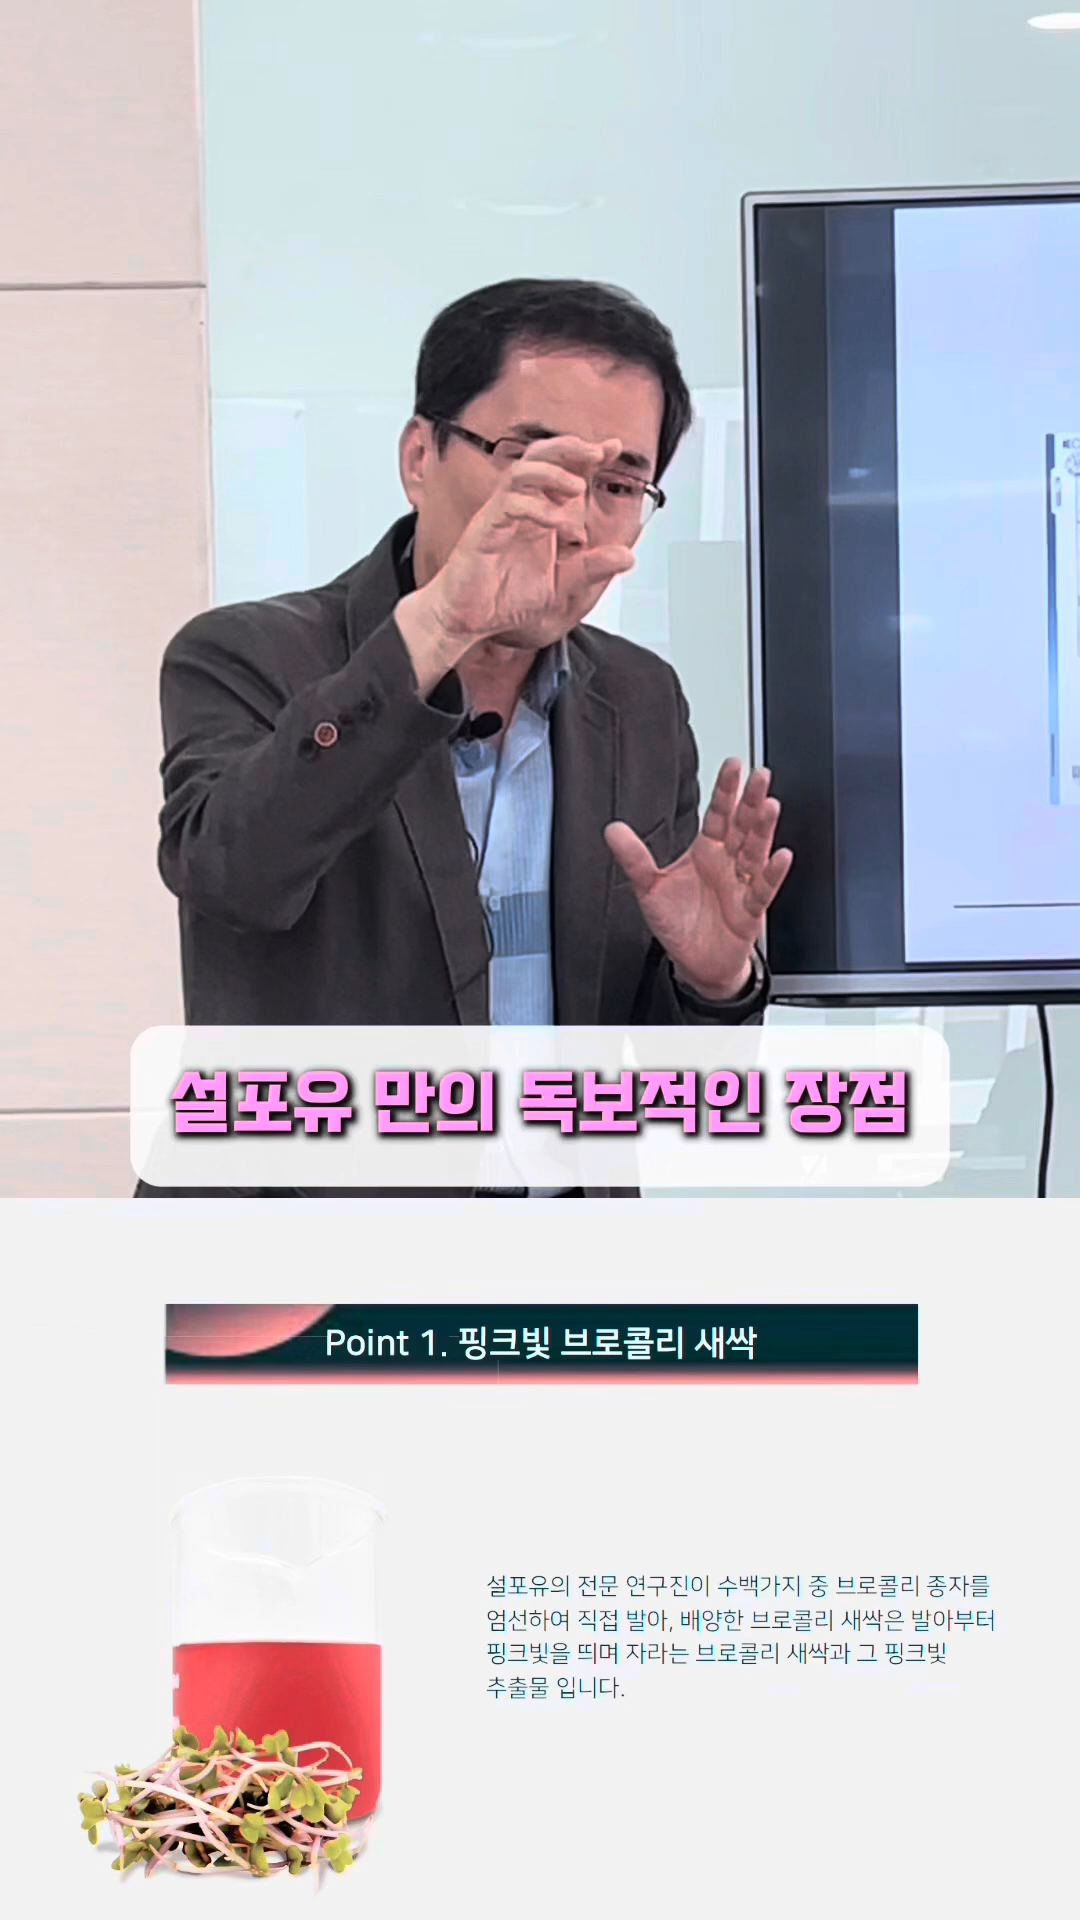 설포유 만의 독보적인 장점
Point 1. 핑크빛 브로콜리 새싹
설포유의 전문 연구진이 수백가지 중 브로콜리 종자를
엄선하여 직접 발아, 배양한 브로콜리 새싹은 발아부터
핑크빛을 띄며 자라는 브로콜리 새싹과 그 핑크빛
추출물 입니다.